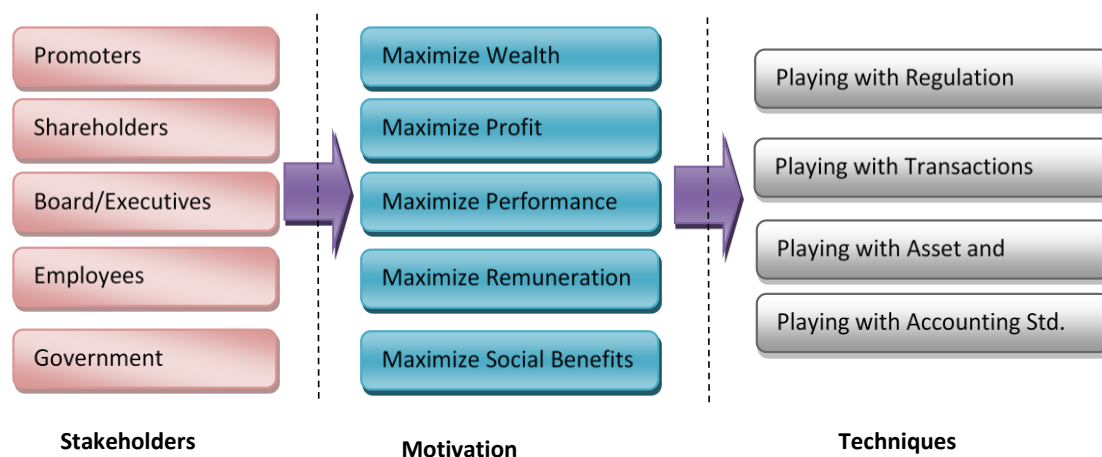 Promoters
Shareholders
Board/Executives
Employees
Government
Stakeholders
Maximize Wealth
Maximize Profit
Maximize Performance
Maximize Remuneration
Maximize Social Benefits
Motivation
Playing with Regulation
Playing with Transactions
Playing with Asset and
Playing with Accounting Std.
Techniques